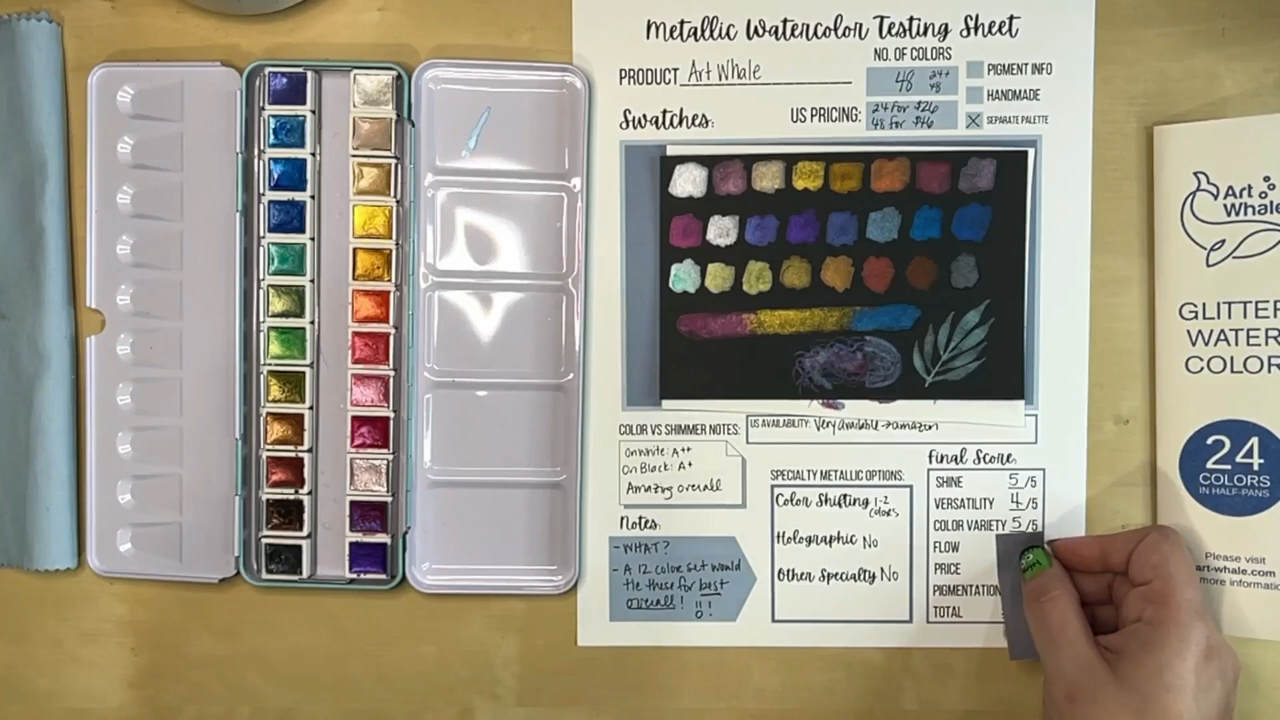 Metallic Watercolor Testing Sheet
PRODUCT Art Whale
NO. OF COLORS
48 24+
48
PIGMENT INFO
HANDMADE
SEPARATE PALETTE
Swatches:
US PRICING: 24 for $26
48 for $46
COLOR VS SHIMMER NOTES:
On white: A++
On Black: A+
Amazing overall
US AVAILABILITY: Very available → amazon
Notes:
- WHAT?
- A 12 color set would
tie these for best
overall! !!
SPECIALTY METALLIC OPTIONS:
Color Shifting 1-2
colors
Holographic No
Other Specialty No
Final Score:
SHINE 5/5
VERSATILITY 4/5
COLOR VARIETY 5/5
FLOW
PRICE
PIGMENTATION
TOTAL
Art
Whale
GLITTER
WATER
COLOR
24
COLORS
IN HALF-PANS
Please visit
art-whale.com
more informatio